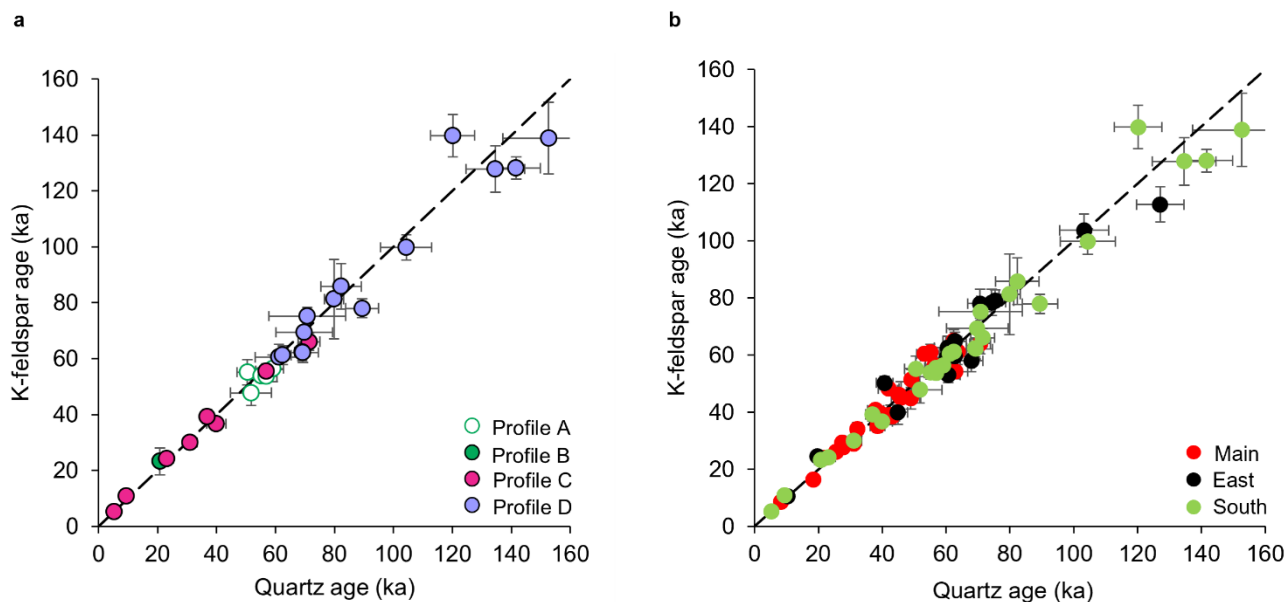 a
K-feldspar age (ka)
160
140
120
100
80
60
40
20
0
0 20 40 60 80 100 120 140 160
Quartz age (ka)
Profile A
Profile B
Profile C
Profile D
b
K-feldspar age (ka)
160
140
120
100
80
60
40
20
0
0 20 40 60 80 100 120 140 160
Quartz age (ka)
Main
East
South